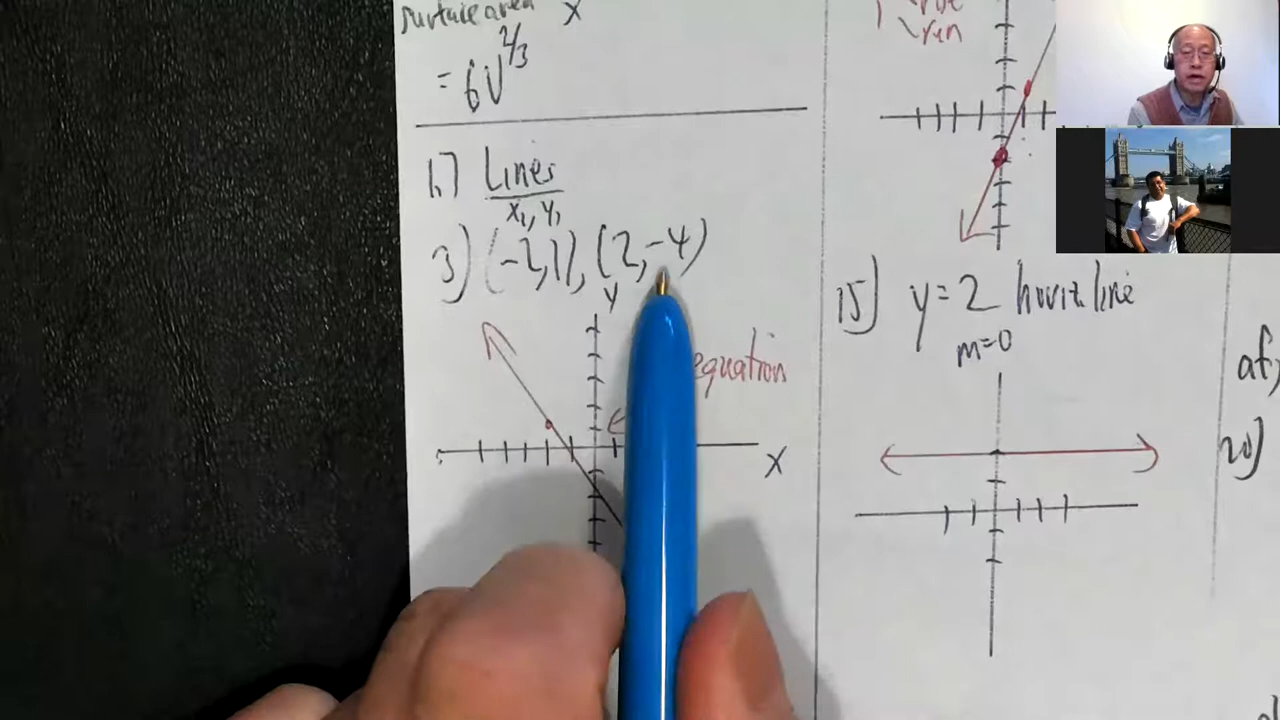 surface area
x
= 6V^2/3
1.7 Lines
x₁, y₁
3) (-2,1), (2,-4)
y
equation
x
rise
run
15) y=2 horiz line
m=0
af,
20)